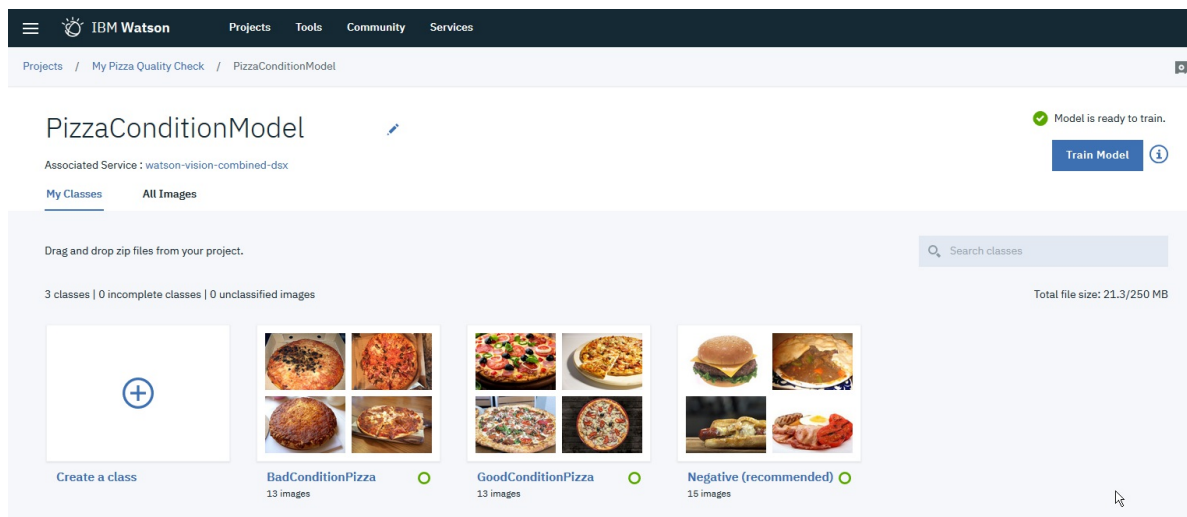 IBM Watson Projects Tools Community Services
Projects / My Pizza Quality Check / PizzaConditionModel
PizzaConditionModel
Model is ready to train.
Associated Service : watson-vision-combined-dsx
Train Model
My Classes All Images
Drag and drop zip files from your project.
Search classes
3 classes | 0 incomplete classes | 0 unclassified images
Total file size: 21.3/250 MB
Create a class
BadConditionPizza
13 images
GoodConditionPizza
13 images
Negative (recommended)
15 images